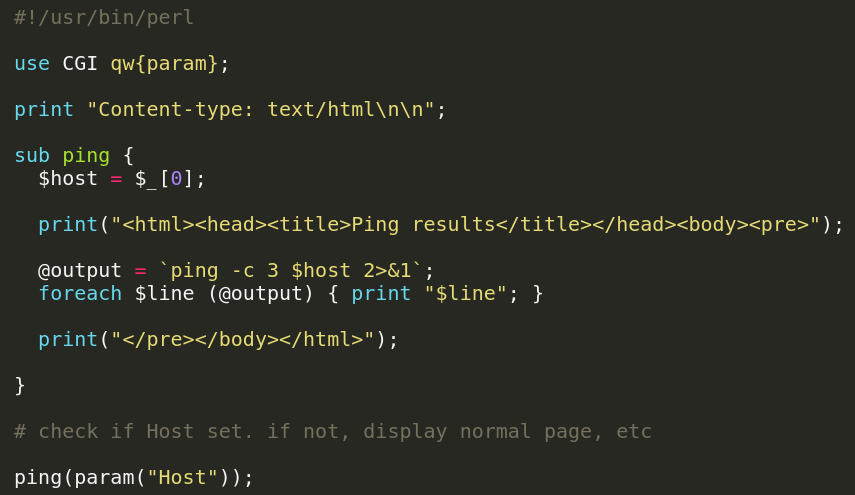 #!/usr/bin/perl
use CGI qw{param};
print "Content-type: text/html\n\n";
sub ping {
  $host = $_[0];
  print("<html><head><title>Ping results</title></head><body><pre>");
  @output = `ping -c 3 $host 2>&1`;
  foreach $line (@output) { print "$line"; }
  print("</pre></body></html>");
}
# check if Host set. if not, display normal page, etc
ping(param("Host"));